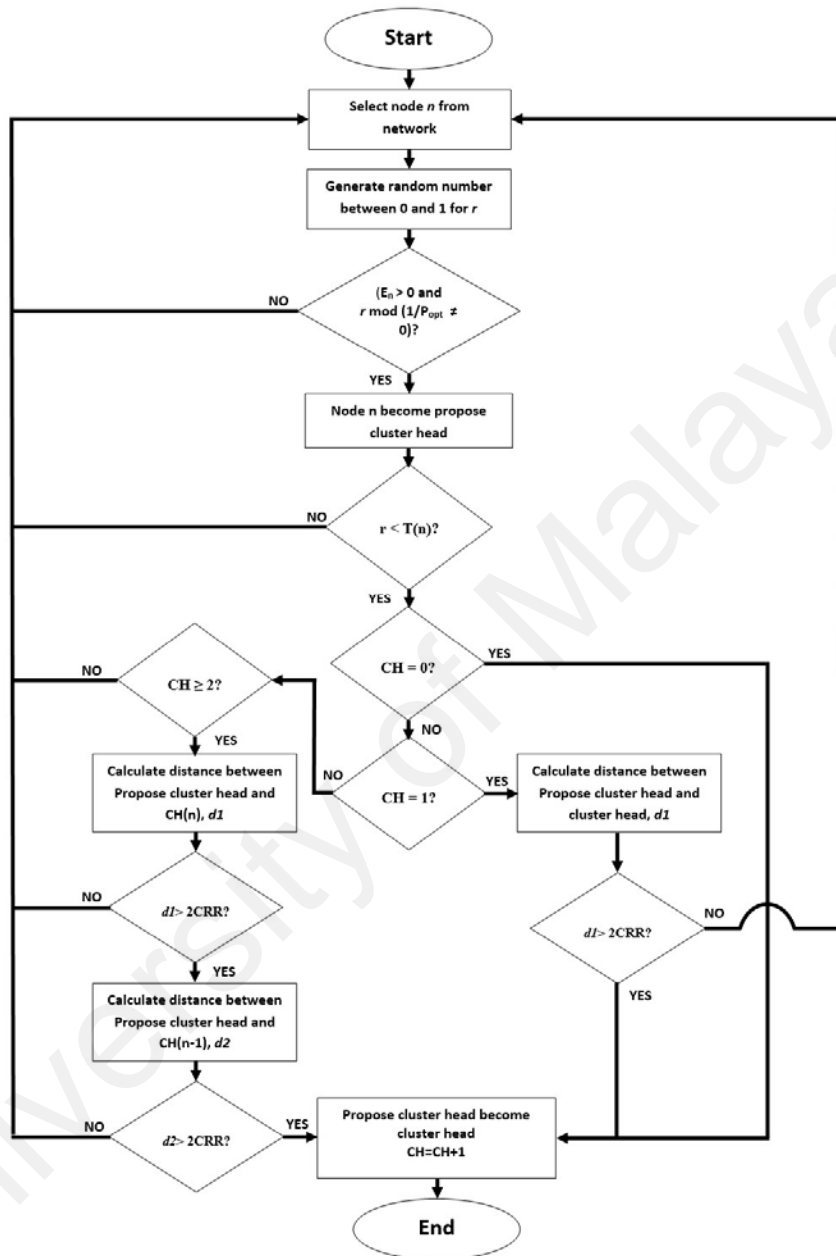 Start
Select node n from
network
Generate random number
between 0 and 1 for r
(En > 0 and
r mod (1/Popt ≠
0)?
NO
YES
Node n become propose
cluster head
r < T(n)?
NO
YES
CH = 0?
YES
NO
CH ≥ 2?
NO
YES
CH = 1?
NO
YES
Calculate distance between
Propose cluster head and
CH(n), d1
Calculate distance between
Propose cluster head and
cluster head, d1
d1> 2CRR?
NO
YES
d1> 2CRR?
NO
YES
Calculate distance between
Propose cluster head and
CH(n-1), d2
d2> 2CRR?
NO
YES
Propose cluster head become
cluster head
CH=CH+1
End
University of Malaya